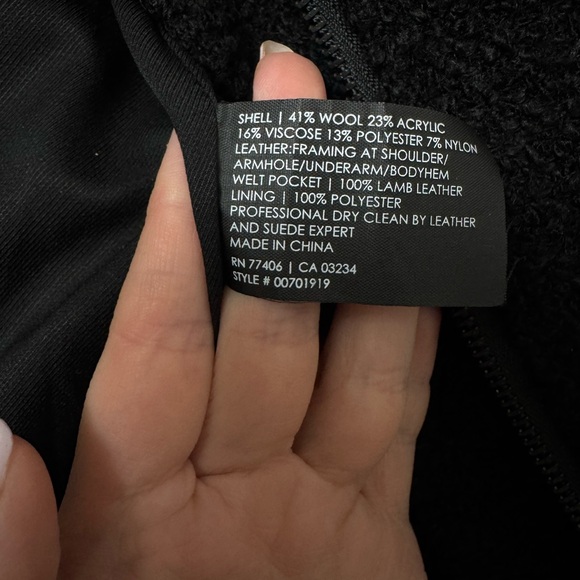 SHELL | 41% WOOL 23% ACRYLIC
16% VISCOSE 13% POLYESTER 7% NYLON
LEATHER:FRAMING AT SHOULDER/
ARMHOLE/UNDERARM/BODYHEM
WELT POCKET | 100% LAMB LEATHER
LINING | 100% POLYESTER
PROFESSIONAL DRY CLEAN BY LEATHER
AND SUEDE EXPERT
MADE IN CHINA
RN 77406 | CA 03234
STYLE # 00701919